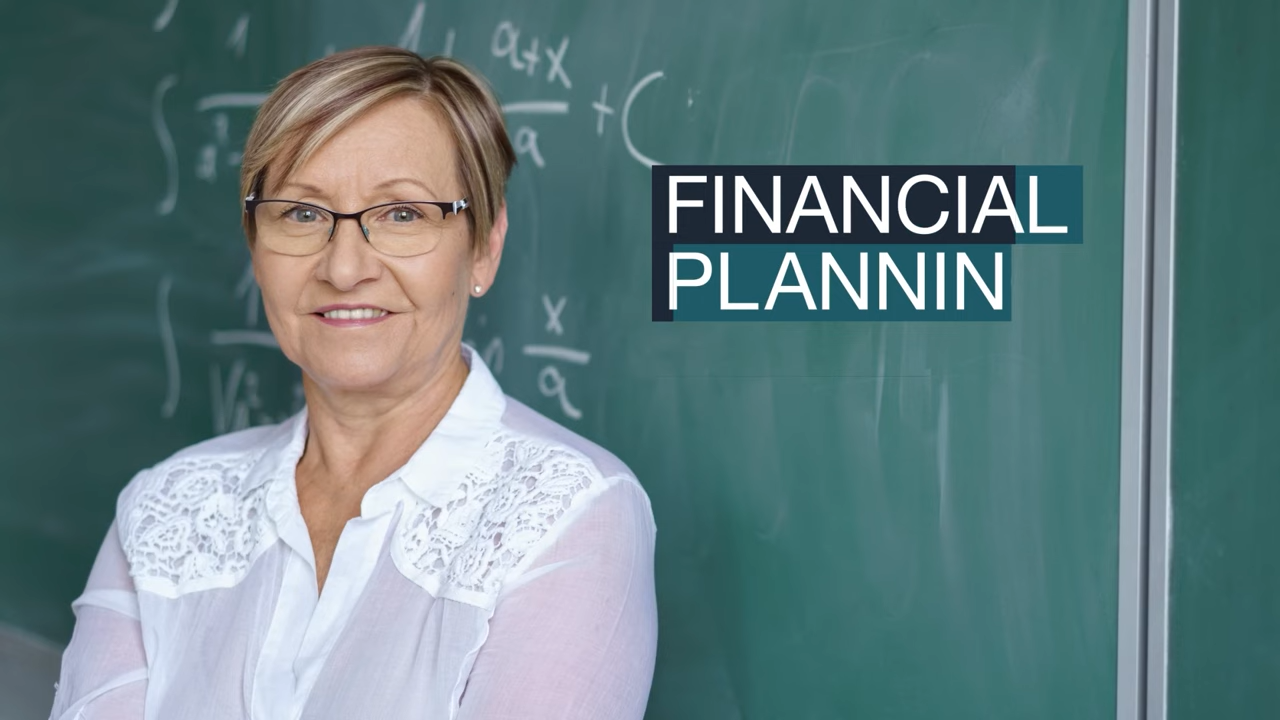 a+x
+ C
a
FINANCIAL
PLANNIN
x
a